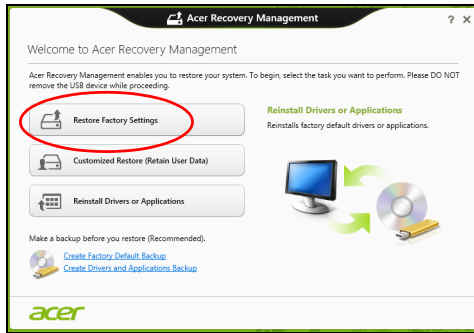 Acer Recovery Management
? ×
Welcome to Acer Recovery Management
Acer Recovery Management enables you to restore your system. To begin, select the task you want to perform. Please DO NOT
remove the USB device while proceeding.
Restore Factory Settings
Customized Restore (Retain User Data)
Reinstall Drivers or Applications
Reinstall Drivers or Applications
Reinstalls factory default drivers or applications.
Make a backup before you restore (Recommended).
Create Factory Default Backup
Create Drivers and Applications Backup
acer